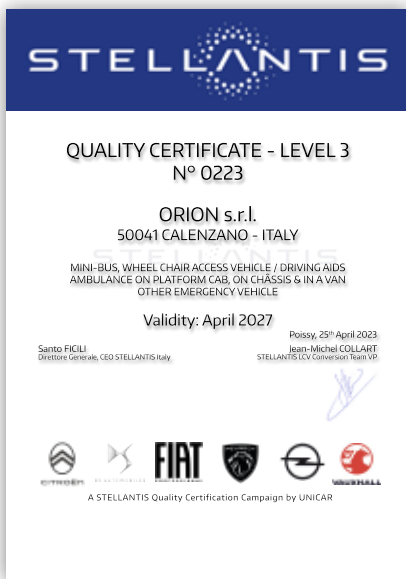 STELLANTIS
QUALITY CERTIFICATE - LEVEL 3
N° 0223
ORION s.r.l.
50041 CALENZANO - ITALY
STELLANTIS
MINI-BUS, WHEEL CHAIR ACCESS VEHICLE / DRIVING AIDS
AMBULANCE ON PLATFORM CAB, ON CHÂSSIS & IN A VAN
OTHER EMERGENCY VEHICLE
Validity: April 2027
Poissy, 25th April 2023
Santo FICILI
Direttore Generale, CEO STELLANTIS Italy
Jean-Michel COLLART
STELLANTIS LCV Conversion Team VP
CITROËN
DS AUTOMOBILES
FIAT
VAUXHALL
A STELLANTIS Quality Certification Campaign by UNICAR